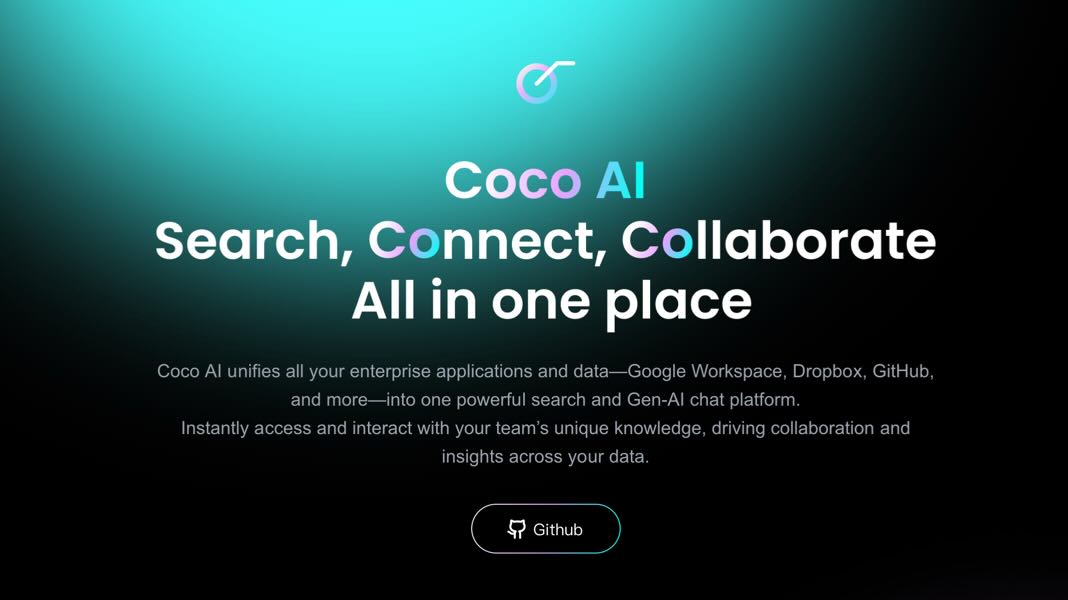 Coco AI
Search, Connect, Collaborate
All in one place
Coco AI unifies all your enterprise applications and data—Google Workspace, Dropbox, GitHub,
and more—into one powerful search and Gen-AI chat platform.
Instantly access and interact with your team’s unique knowledge, driving collaboration and
insights across your data.
Github